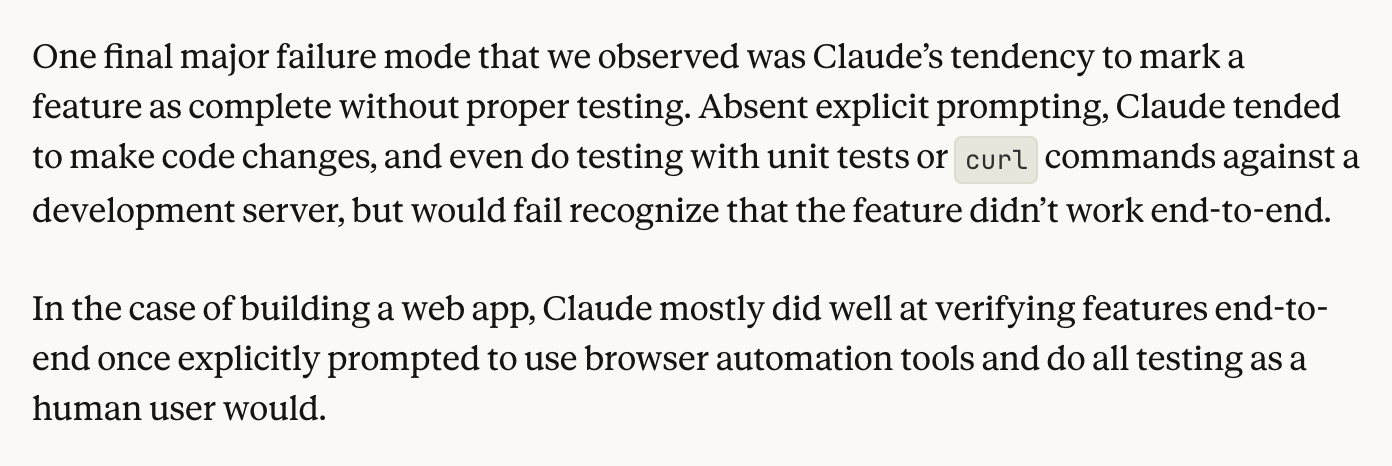 One final major failure mode that we observed was Claude’s tendency to mark a
feature as complete without proper testing. Absent explicit prompting, Claude tended
to make code changes, and even do testing with unit tests or curl commands against a
development server, but would fail recognize that the feature didn’t work end-to-end.
In the case of building a web app, Claude mostly did well at verifying features end-to-
end once explicitly prompted to use browser automation tools and do all testing as a
human user would.